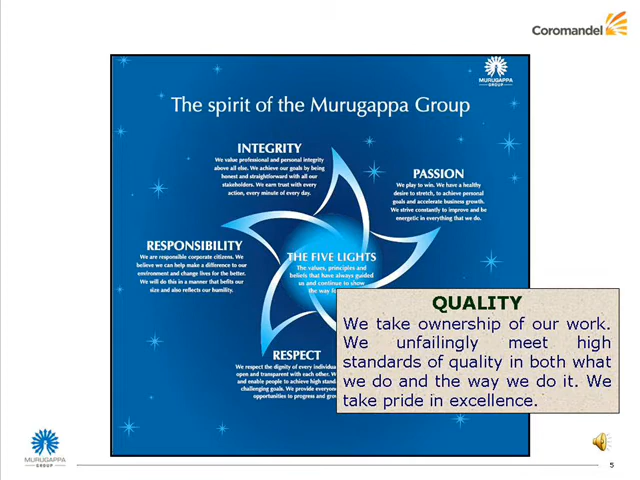 Coromandel
MURUGAPPA
GROUP
The spirit of the Murugappa Group
INTEGRITY
We value professional and personal integrity
above all else. We achieve our goals by being
honest and straightforward with all our
stakeholders. We earn trust with every
action, every minute of every day.
PASSION
We play to win. We have a healthy
desire to stretch, to achieve personal
goals and accelerate business growth.
We strive constantly to improve and be
energetic in everything that we do.
RESPONSIBILITY
We are responsible corporate citizens. We
believe we can help make a difference to our
environment and change lives for the better.
We will do this in a manner that befits our
size and also reflects our humility.
THE FIVE LIGHTS
The values, principles and
beliefs that have always guided
us and continue to show
the way
QUALITY
We take ownership of our work.
We unfailingly meet high
standards of quality in both what
we do and the way we do it. We
take pride in excellence.
RESPECT
We respect the dignity of every individual
open and transparent with each other. W
and enable people to achieve high stand
challenging goals. We provide everyone
opportunities to progress and grow
MURUGAPPA
GROUP
5